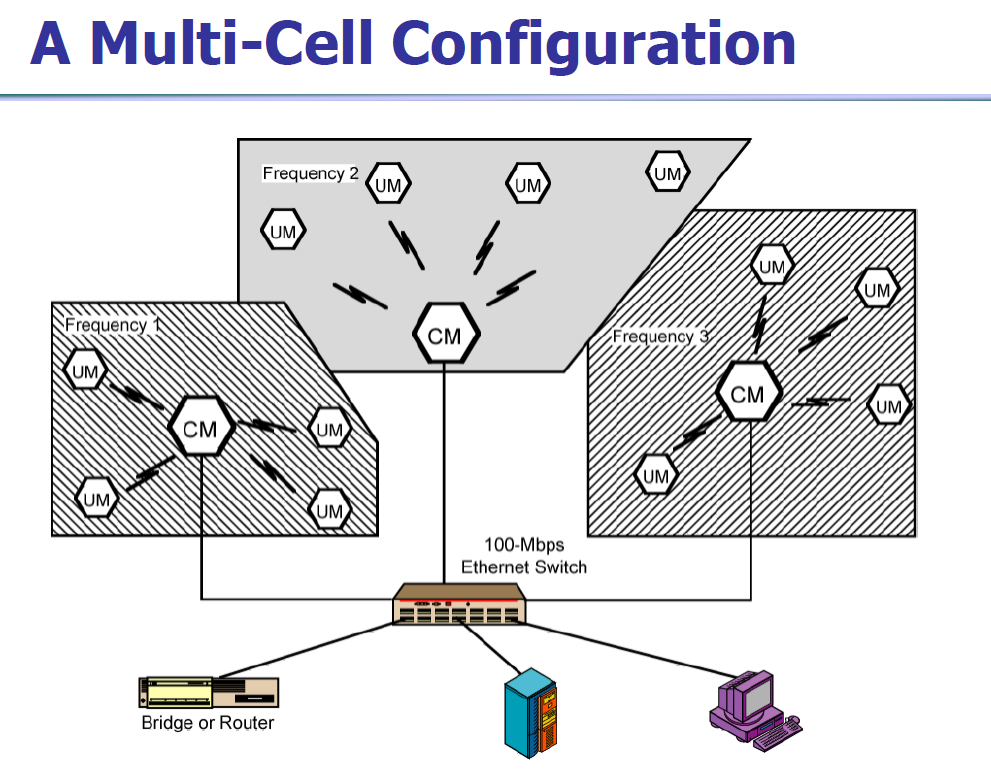 A Multi-Cell Configuration
Frequency 2
UM
UM
UM
UM
CM
Frequency 1
UM
CM
UM
UM
UM
Frequency 3
UM
UM
CM
UM
UM
100-Mbps
Ethernet Switch
Bridge or Router